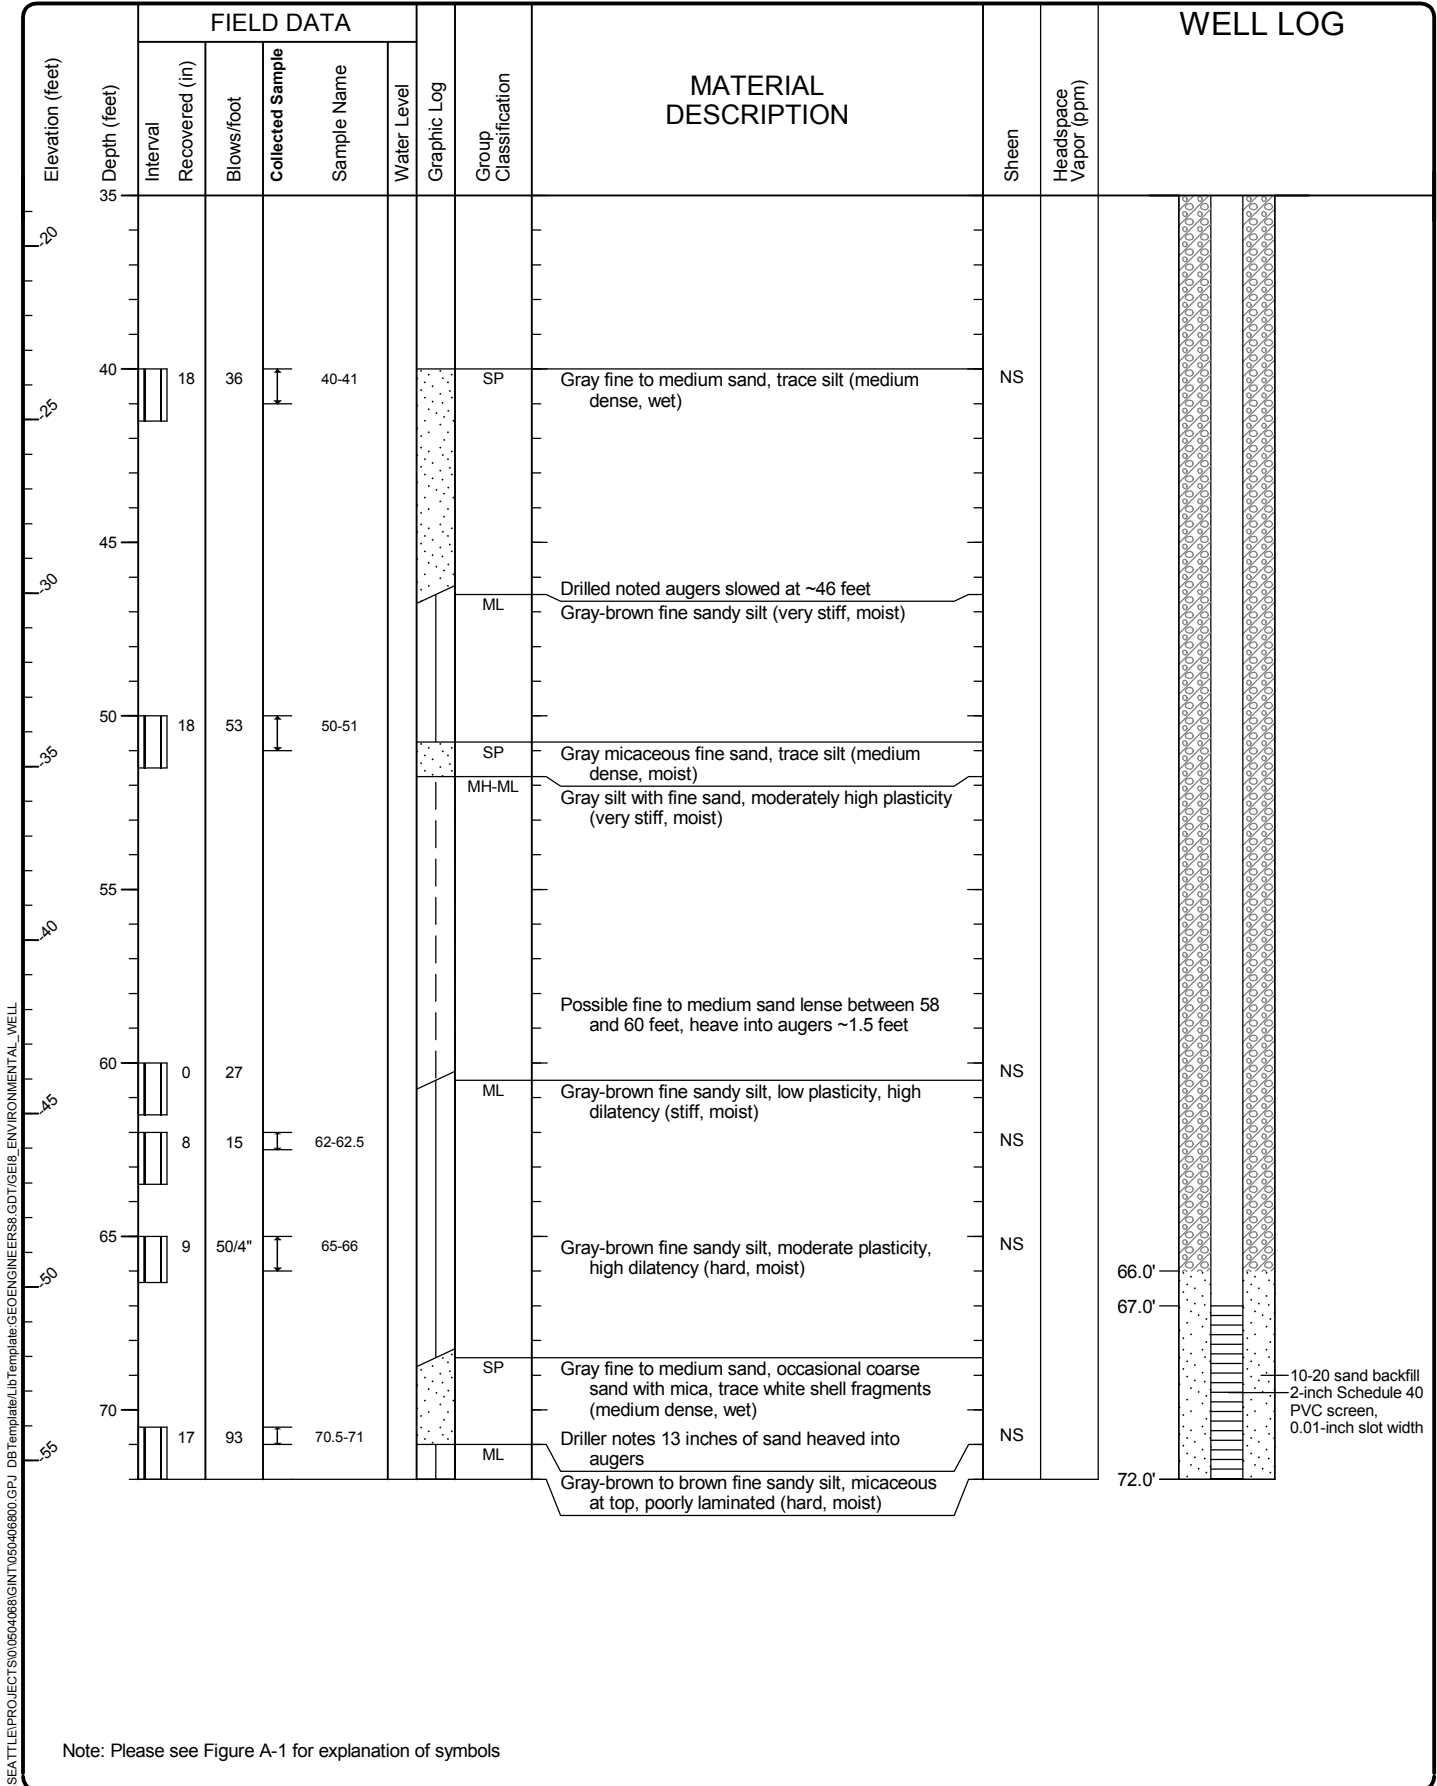 FIELD DATA
WELL LOG
Elevation (feet)
Depth (feet)
Interval
Recovered (in)
Blows/foot
Collected Sample
Sample Name
Water Level
Graphic Log
Group
Classification
MATERIAL
DESCRIPTION
Sheen
Headspace
Vapor (ppm)
35
-20
40
18
36
40-41
SP
Gray fine to medium sand, trace silt (medium
dense, wet)
NS
-25
45
-30
Drilled noted augers slowed at ~46 feet
ML
Gray-brown fine sandy silt (very stiff, moist)
50
18
53
50-51
-35
SP
Gray micaceous fine sand, trace silt (medium
dense, moist)
MH-ML
Gray silt with fine sand, moderately high plasticity
(very stiff, moist)
55
-40
Possible fine to medium sand lense between 58
and 60 feet, heave into augers ~1.5 feet
60
0
27
NS
-45
ML
Gray-brown fine sandy silt, low plasticity, high
dilatency (stiff, moist)
8
15
62-62.5
NS
65
9
50/4"
65-66
Gray-brown fine sandy silt, moderate plasticity,
high dilatency (hard, moist)
NS
-50
66.0'
67.0'
SP
Gray fine to medium sand, occasional coarse
sand with mica, trace white shell fragments
(medium dense, wet)
10-20 sand backfill
2-inch Schedule 40
PVC screen,
0.01-inch slot width
70
17
93
70.5-71
Driller notes 13 inches of sand heaved into
augers
NS
-55
ML
Gray-brown to brown fine sandy silt, micaceous
at top, poorly laminated (hard, moist)
72.0'
Note: Please see Figure A-1 for explanation of symbols
SEATTLE\PROJECTS\0\0504068\GINT\050406800.GPJ DBTemplate/LibTemplate:GEOENGINEERS8.GDT/GEI8_ENVIRONMENTAL_WELL